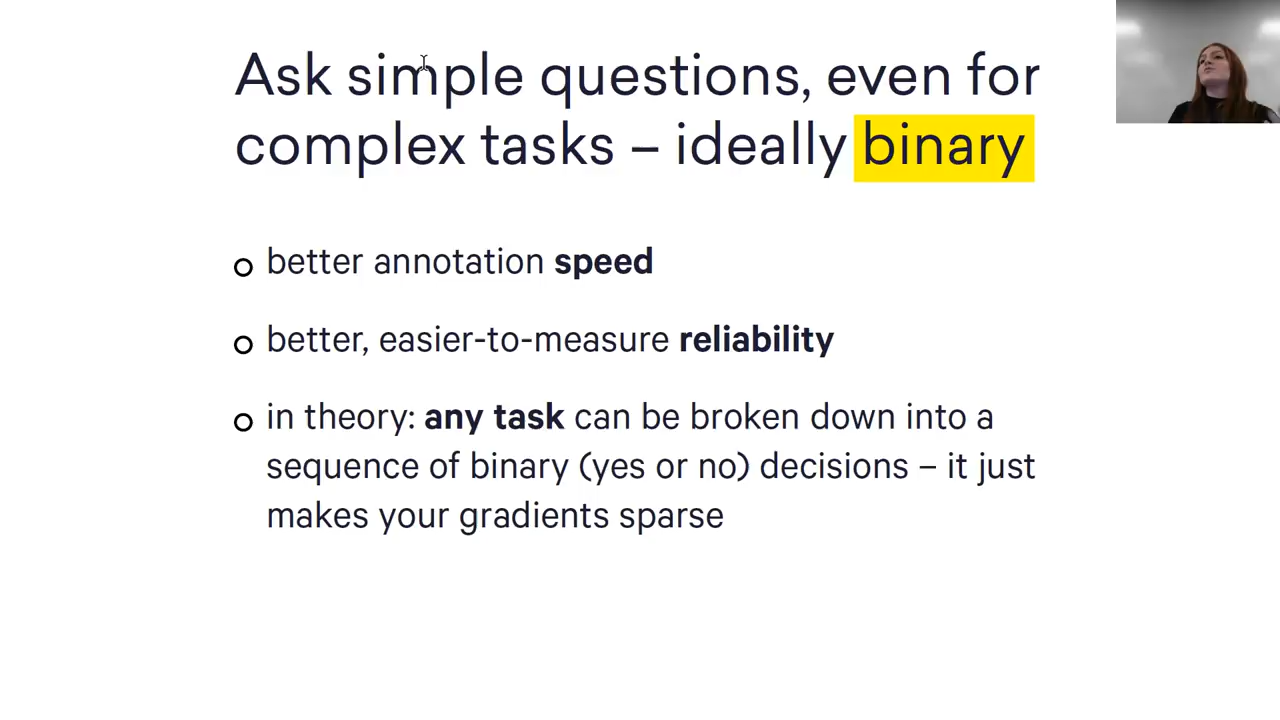 Ask simple questions, even for
complex tasks – ideally binary
better annotation speed
better, easier-to-measure reliability
in theory: any task can be broken down into a
sequence of binary (yes or no) decisions – it just
makes your gradients sparse